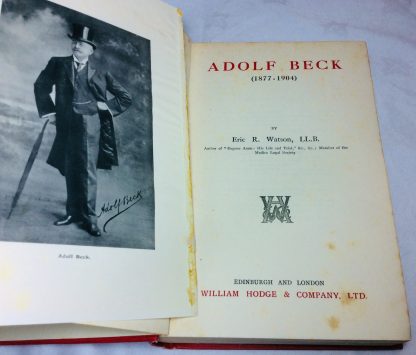 Adolf Beck
Adolf Beck.
ADOLF BECK
(1877-1904)
BY
Eric R. Watson, LL.B.
Author of "Eugene Aram: His Life and Trial," &c., &c.; Member of the
Medico Legal Society
EDINBURGH AND LONDON
WILLIAM HODGE & COMPANY, LTD.